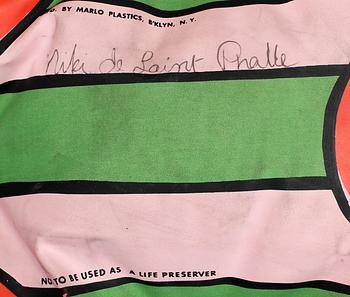 D. BY MARLO PLASTICS, B'KLYN, N. Y.
Niki de Saint Phalle
NOT TO BE USED AS A LIFE PRESERVER